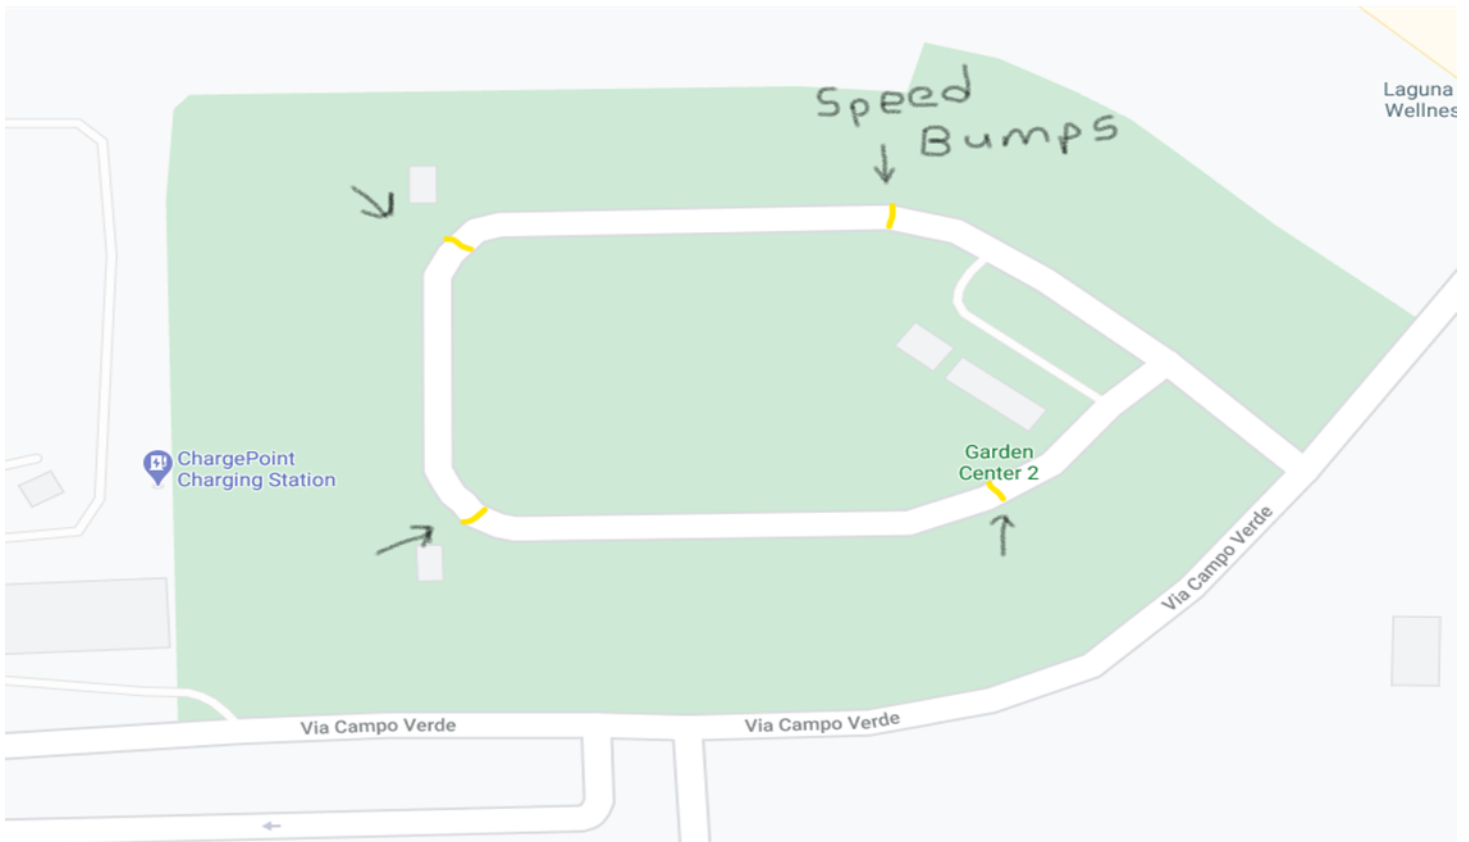 Laguna
Wellnes
Speed
Bumps
ChargePoint
Charging Station
Garden
Center 2
Via Campo Verde
Via Campo Verde
Via Campo Verde